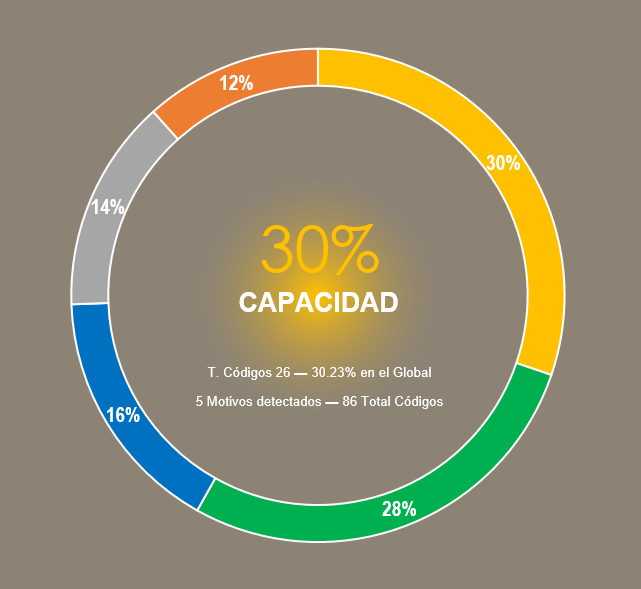 12%
30%
14%
30%
CAPACIDAD
T. Códigos 26 — 30.23% en el Global
5 Motivos detectados — 86 Total Códigos
16%
28%